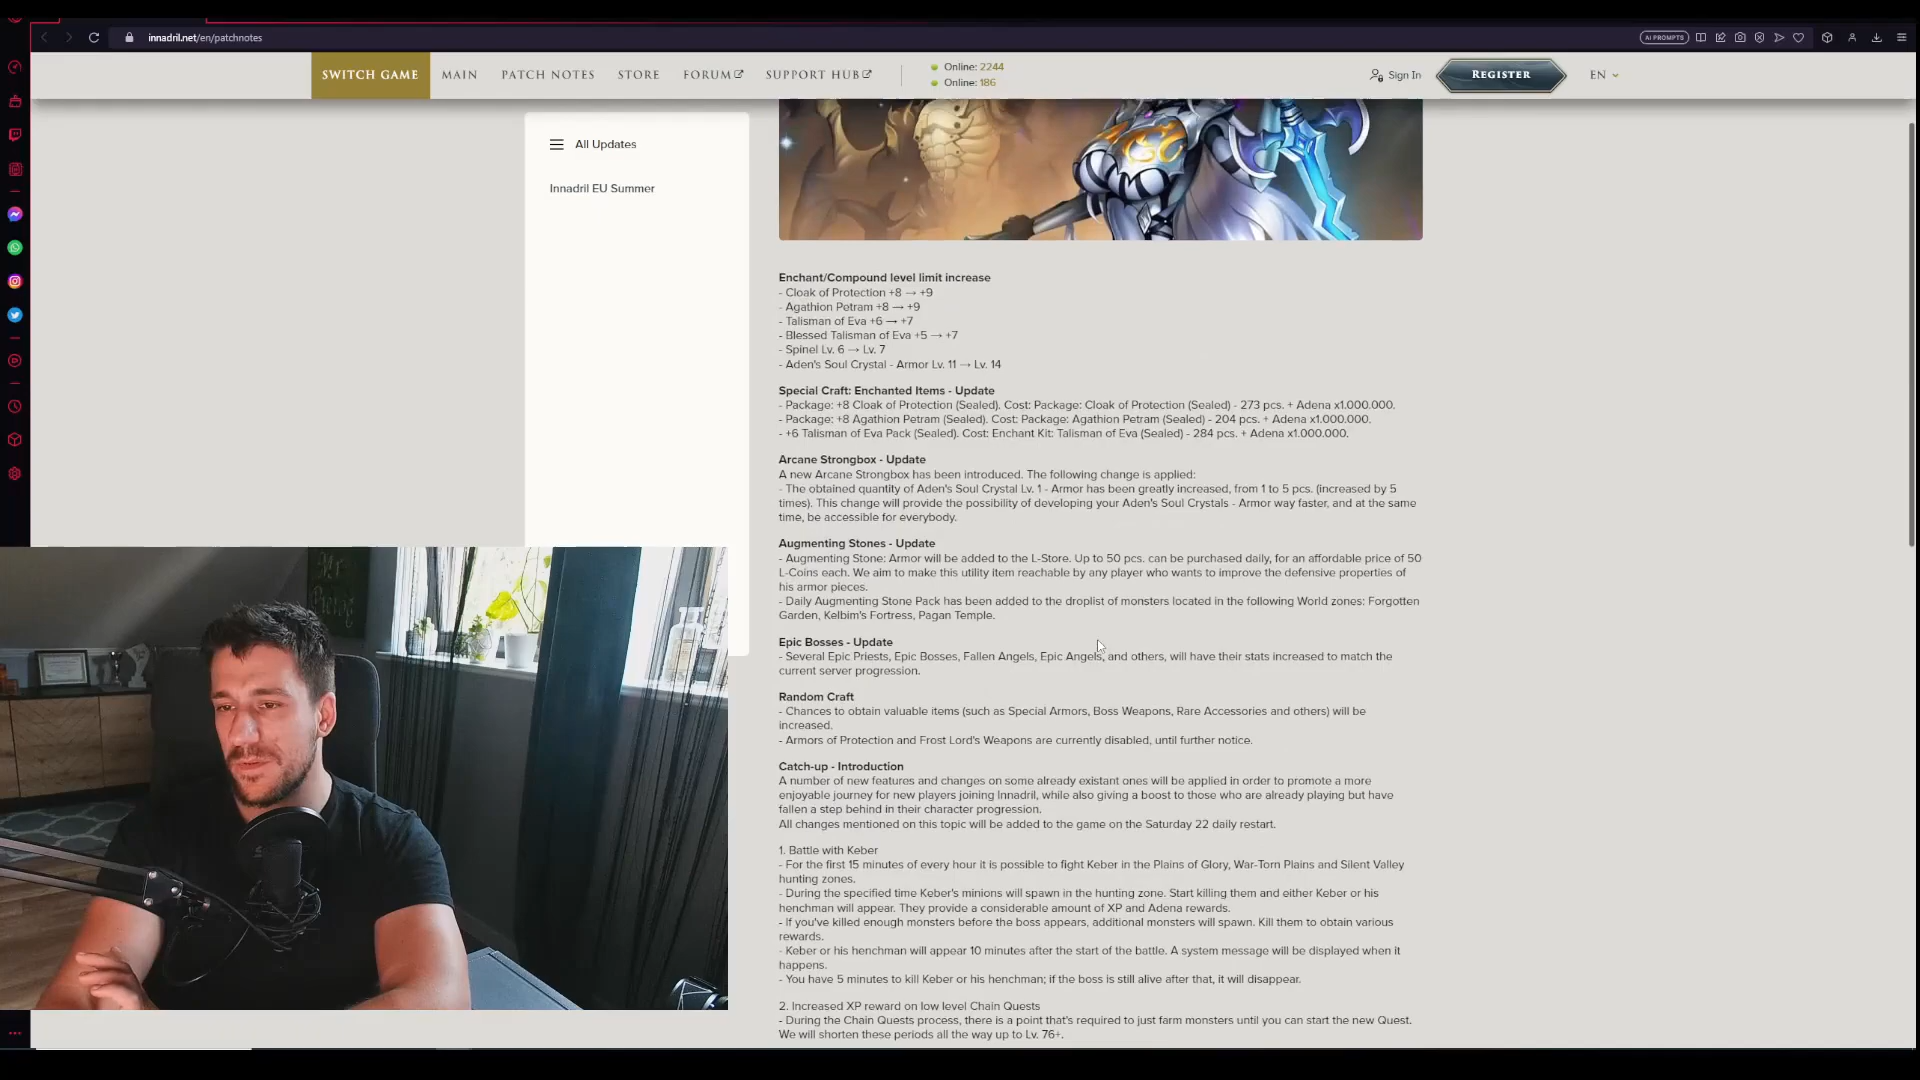 innadril.net/en/patchnotes
AI PROMPTS
SWITCH GAME
MAIN
PATCH NOTES
STORE
FORUM
SUPPORT HUB
Online: 2244
Online: 186
Sign In
REGISTER
EN
All Updates
Innadril EU Summer
Enchant/Compound level limit increase
- Cloak of Protection +8 → +9
- Agathion Petram +8 → +9
- Talisman of Eva +6 → +7
- Blessed Talisman of Eva +5 → +7
- Spinel Lv. 6 → Lv. 7
- Aden's Soul Crystal - Armor Lv. 11 → Lv. 14
Special Craft: Enchanted Items - Update
- Package: +8 Cloak of Protection (Sealed). Cost: Package: Cloak of Protection (Sealed) - 273 pcs. + Adena x1.000.000.
- Package: +8 Agathion Petram (Sealed). Cost: Package: Agathion Petram (Sealed) - 204 pcs. + Adena x1.000.000.
- +6 Talisman of Eva Pack (Sealed). Cost: Enchant Kit: Talisman of Eva (Sealed) - 284 pcs. + Adena x1.000.000.
Arcane Strongbox - Update
A new Arcane Strongbox has been introduced. The following change is applied:
- The obtained quantity of Aden's Soul Crystal Lv. 1 - Armor has been greatly increased, from 1 to 5 pcs. (increased by 5
times). This change will provide the possibility of developing your Aden's Soul Crystals - Armor way faster, and at the same
time, be accessible for everybody.
Augmenting Stones - Update
- Augmenting Stone: Armor will be added to the L-Store. Up to 50 pcs. can be purchased daily, for an affordable price of 50
L-Coins each. We aim to make this utility item reachable by any player who wants to improve the defensive properties of
his armor pieces.
- Daily Augmenting Stone Pack has been added to the droplist of monsters located in the following World zones: Forgotten
Garden, Kelbim's Fortress, Pagan Temple.
Epic Bosses - Update
- Several Epic Priests, Epic Bosses, Fallen Angels, Epic Angels, and others, will have their stats increased to match the
current server progression.
Random Craft
- Chances to obtain valuable items (such as Special Armors, Boss Weapons, Rare Accessories and others) will be
increased.
- Armors of Protection and Frost Lord's Weapons are currently disabled, until further notice.
Catch-up - Introduction
A number of new features and changes on some already existant ones will be applied in order to promote a more
enjoyable journey for new players joining Innadril, while also giving a boost to those who are already playing but have
fallen a step behind in their character progression.
All changes mentioned on this topic will be added to the game on the Saturday 22 daily restart.
1. Battle with Keber
- For the first 15 minutes of every hour it is possible to fight Keber in the Plains of Glory, War-Torn Plains and Silent Valley
hunting zones.
- During the specified time Keber's minions will spawn in the hunting zone. Start killing them and either Keber or his
henchman will appear. They provide a considerable amount of XP and Adena rewards.
- If you've killed enough monsters before the boss appears, additional monsters will spawn. Kill them to obtain various
rewards.
- Keber or his henchman will appear 10 minutes after the start of the battle. A system message will be displayed when it
happens.
- You have 5 minutes to kill Keber or his henchman; if the boss is still alive after that, it will disappear.
2. Increased XP reward on low level Chain Quests
- During the Chain Quests process, there is a point that's required to just farm monsters until you can start the new Quest.
We will shorten these periods all the way up to Lv. 76+.